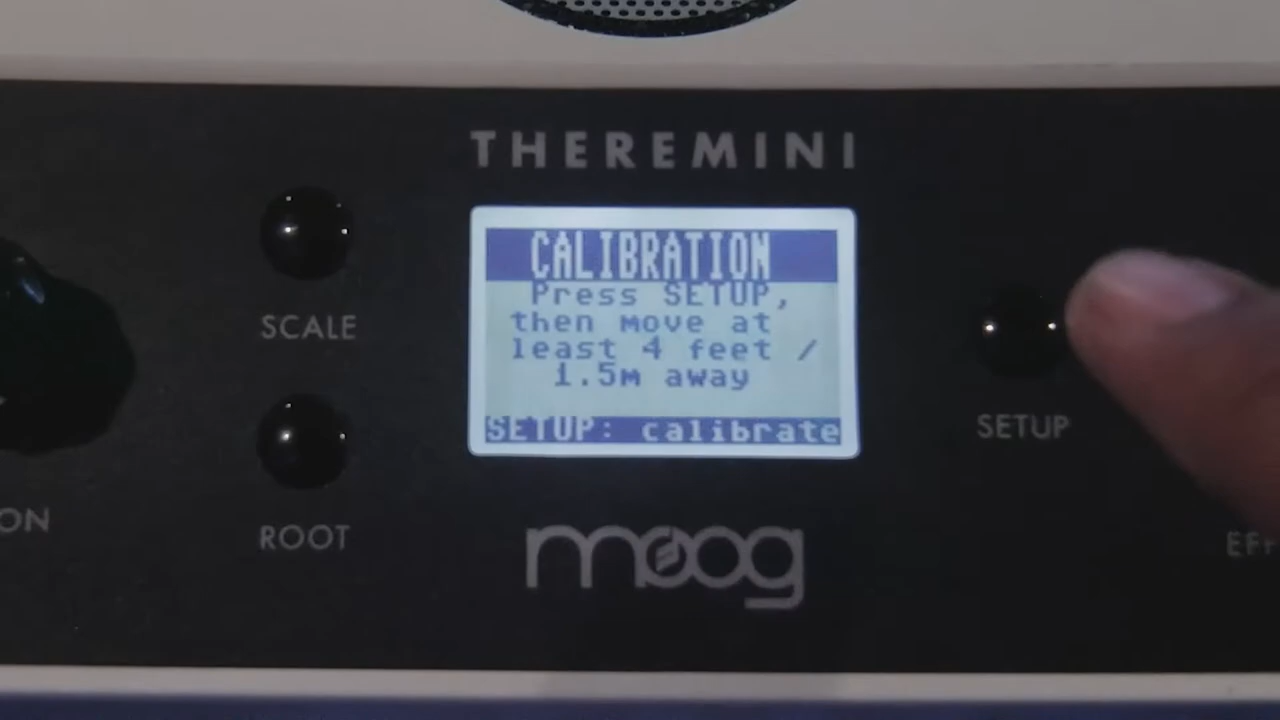 THEREMINI
CALIBRATION
Press SETUP,
then move at
least 4 feet /
1.5m away
SETUP: calibrate
SCALE
SETUP
ON
ROOT
moog